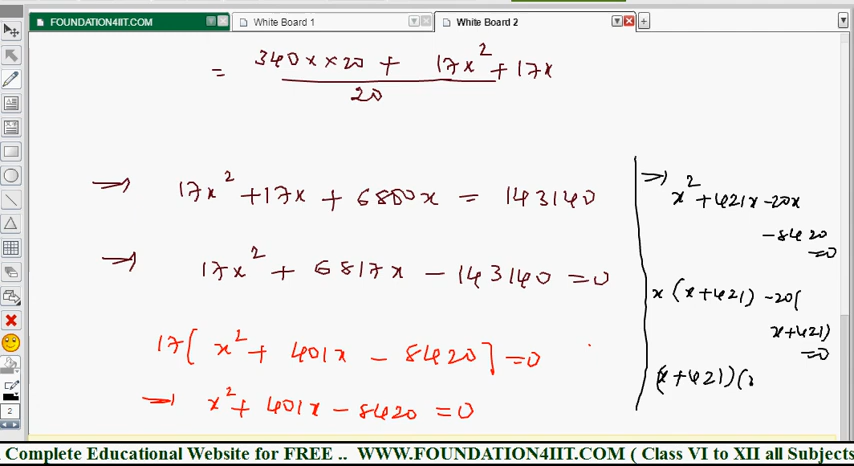 FOUNDATION4IIT.COM White Board 1 White Board 2
= 340x × 20 + 17x² + 17x
20
⇒ 17x² + 17x + 6800x = 143140
⇒ 17x² + 6817x - 143140 = 0
17[ x² + 401x - 8420 ] = 0
⇒ x² + 401x - 8420 = 0
⇒ x² + 421x - 20x
- 8420
= 0
x (x + 421) - 20(
x + 421)
= 0
(x + 421) (
2
Complete Educational Website for FREE .. WWW.FOUNDATION4IIT.COM ( Class VI to XII all Subjects